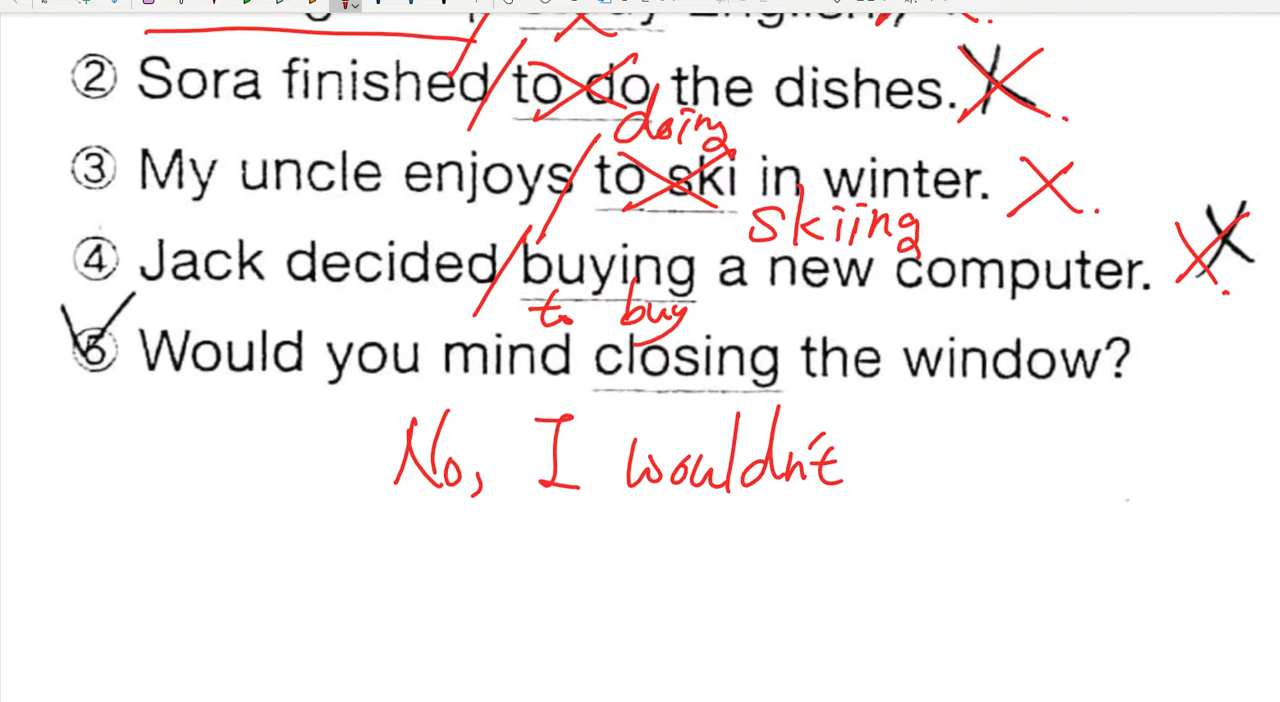 ② Sora finished to do the dishes.
doing
③ My uncle enjoys to ski in winter.
skiing
④ Jack decided buying a new computer.
to buy
⑤ Would you mind closing the window?
No, I wouldn't